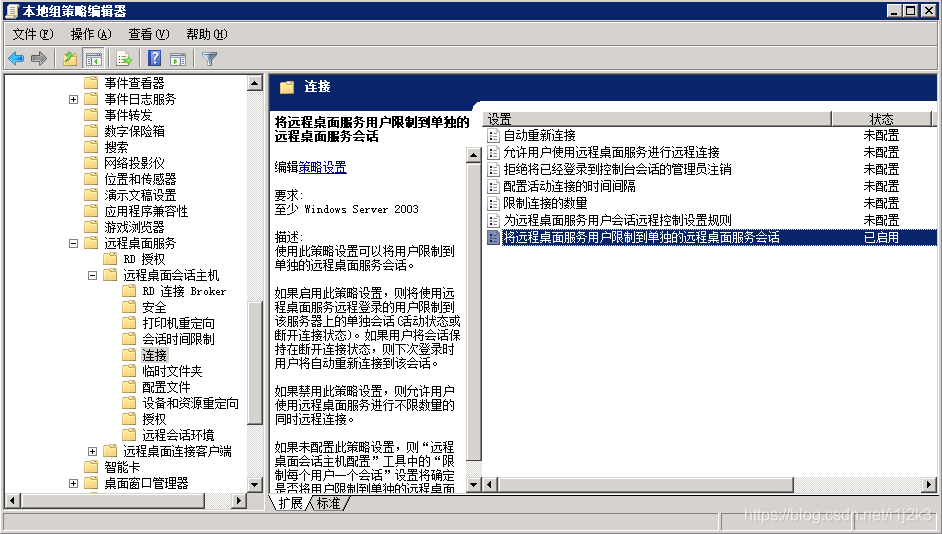 本地组策略编辑器
文件(F) 操作(A) 查看(V) 帮助(H)
事件查看器
事件日志服务
事件转发
数字保险箱
搜索
网络投影仪
位置和传感器
演示文稿设置
应用程序兼容性
游戏浏览器
远程桌面服务
RD 授权
远程桌面会话主机
RD 连接 Broker
安全
打印机重定向
会话时间限制
连接
临时文件夹
配置文件
设备和资源重定向
授权
远程会话环境
远程桌面连接客户端
智能卡
桌面窗口管理器
连接
将远程桌面服务用户限制到单独的
远程桌面服务会话
编辑策略设置
要求:
至少 Windows Server 2003
描述:
使用此策略设置可以将用户限制到
单独的远程桌面服务会话。
如果启用此策略设置，则将使用远
程桌面服务远程登录的用户限制到
该服务器上的单独会话(活动状态或
断开连接状态)。如果用户将会话保
持在断开连接状态，则下次登录时
用户将自动重新连接到该会话。
如果禁用此策略设置，则允许用户
使用远程桌面服务进行不限数量的
同时远程连接。
如果未配置此策略设置，则“远程
桌面会话主机配置”工具中的“限
制每个用户一个会话”设置将确定
是否将用户限制到单独的远程桌面
设置 状态
自动重新连接 未配置
允许用户使用远程桌面服务进行远程连接 未配置
拒绝将已经登录到控制台会话的管理员注销 未配置
配置活动连接的时间间隔 未配置
限制连接的数量 未配置
为远程桌面服务用户会话远程控制设置规则 未配置
将远程桌面服务用户限制到单独的远程桌面服务会话 已启用
扩展 标准
https://blog.csdn.net/l1j2k3